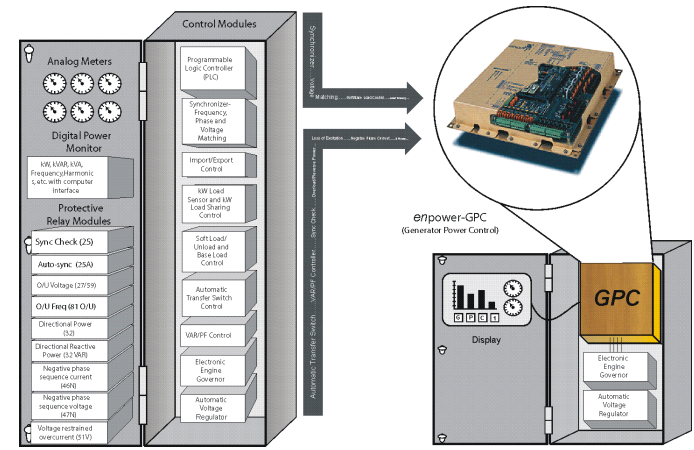 Control Modules
Analog Meters
Digital Power
Monitor
kW, kVAR, kVA,
Frequency,Harmonic
s, etc. with computer
interface
Protective
Relay Modules
Sync Check (25)
Auto-sync (25A)
O/U Voltage (27/59)
O/U Freq (81 O/U)
Directional Power
(32)
Directional Reactive
Power (32 VAR)
Negative phase
sequence current
(46N)
Negative phase
sequence voltage
(47N)
Voltage restrained
overcurrent (51V)
Programmable
Logic Controller
(PLC)
Synchronizer-
Frequency,
Phase and
Voltage
Matching
Import/Export
Control
kW Load
Sensor and kW
Load Sharing
Control
Soft Load/
Unload and
Base Load
Control
Automatic
Transfer Switch
Control
VAR/PF Control
Electronic
Engine
Governor
Automatic
Voltage
Regulator
Synchronizer......Voltage
Matching
Automatic Transfer Switch......VAR/PF Controller......Sync Check
Loss of Excitation
enpower-GPC
(Generator Power Control)
Display
G P C
GPC
Electronic
Engine
Governor
Automatic
Voltage
Regulator